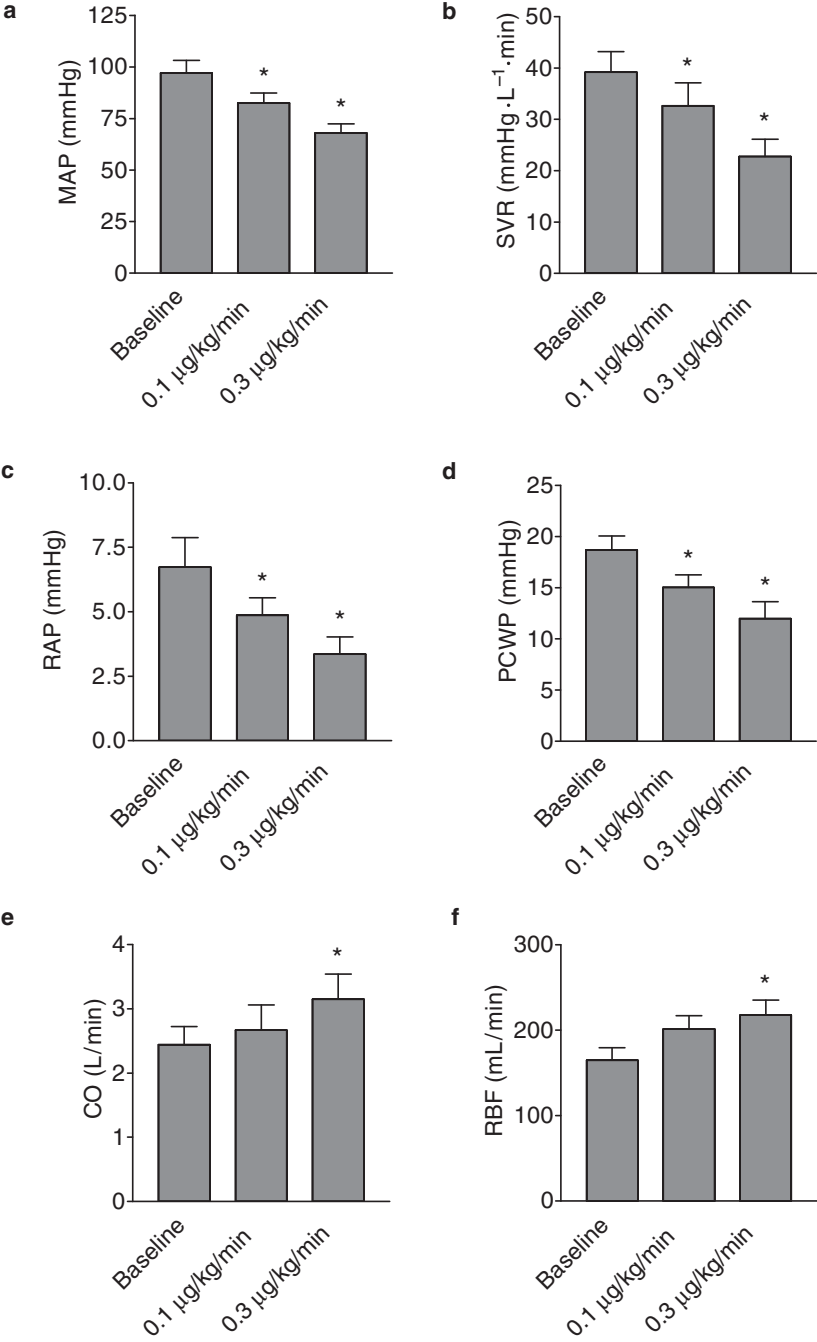 a
125
100
75
50
25
0
MAP (mmHg)
*
*
Baseline
0.1 μg/kg/min
0.3 μg/kg/min
b
50
40
30
20
10
0
SVR (mmHg·L⁻¹·min)
*
*
Baseline
0.1 μg/kg/min
0.3 μg/kg/min
c
10.0
7.5
5.0
2.5
0.0
RAP (mmHg)
*
*
Baseline
0.1 μg/kg/min
0.3 μg/kg/min
d
25
20
15
10
5
0
PCWP (mmHg)
*
*
Baseline
0.1 μg/kg/min
0.3 μg/kg/min
e
4
3
2
1
0
CO (L/min)
*
Baseline
0.1 μg/kg/min
0.3 μg/kg/min
f
300
200
100
0
RBF (mL/min)
*
Baseline
0.1 μg/kg/min
0.3 μg/kg/min